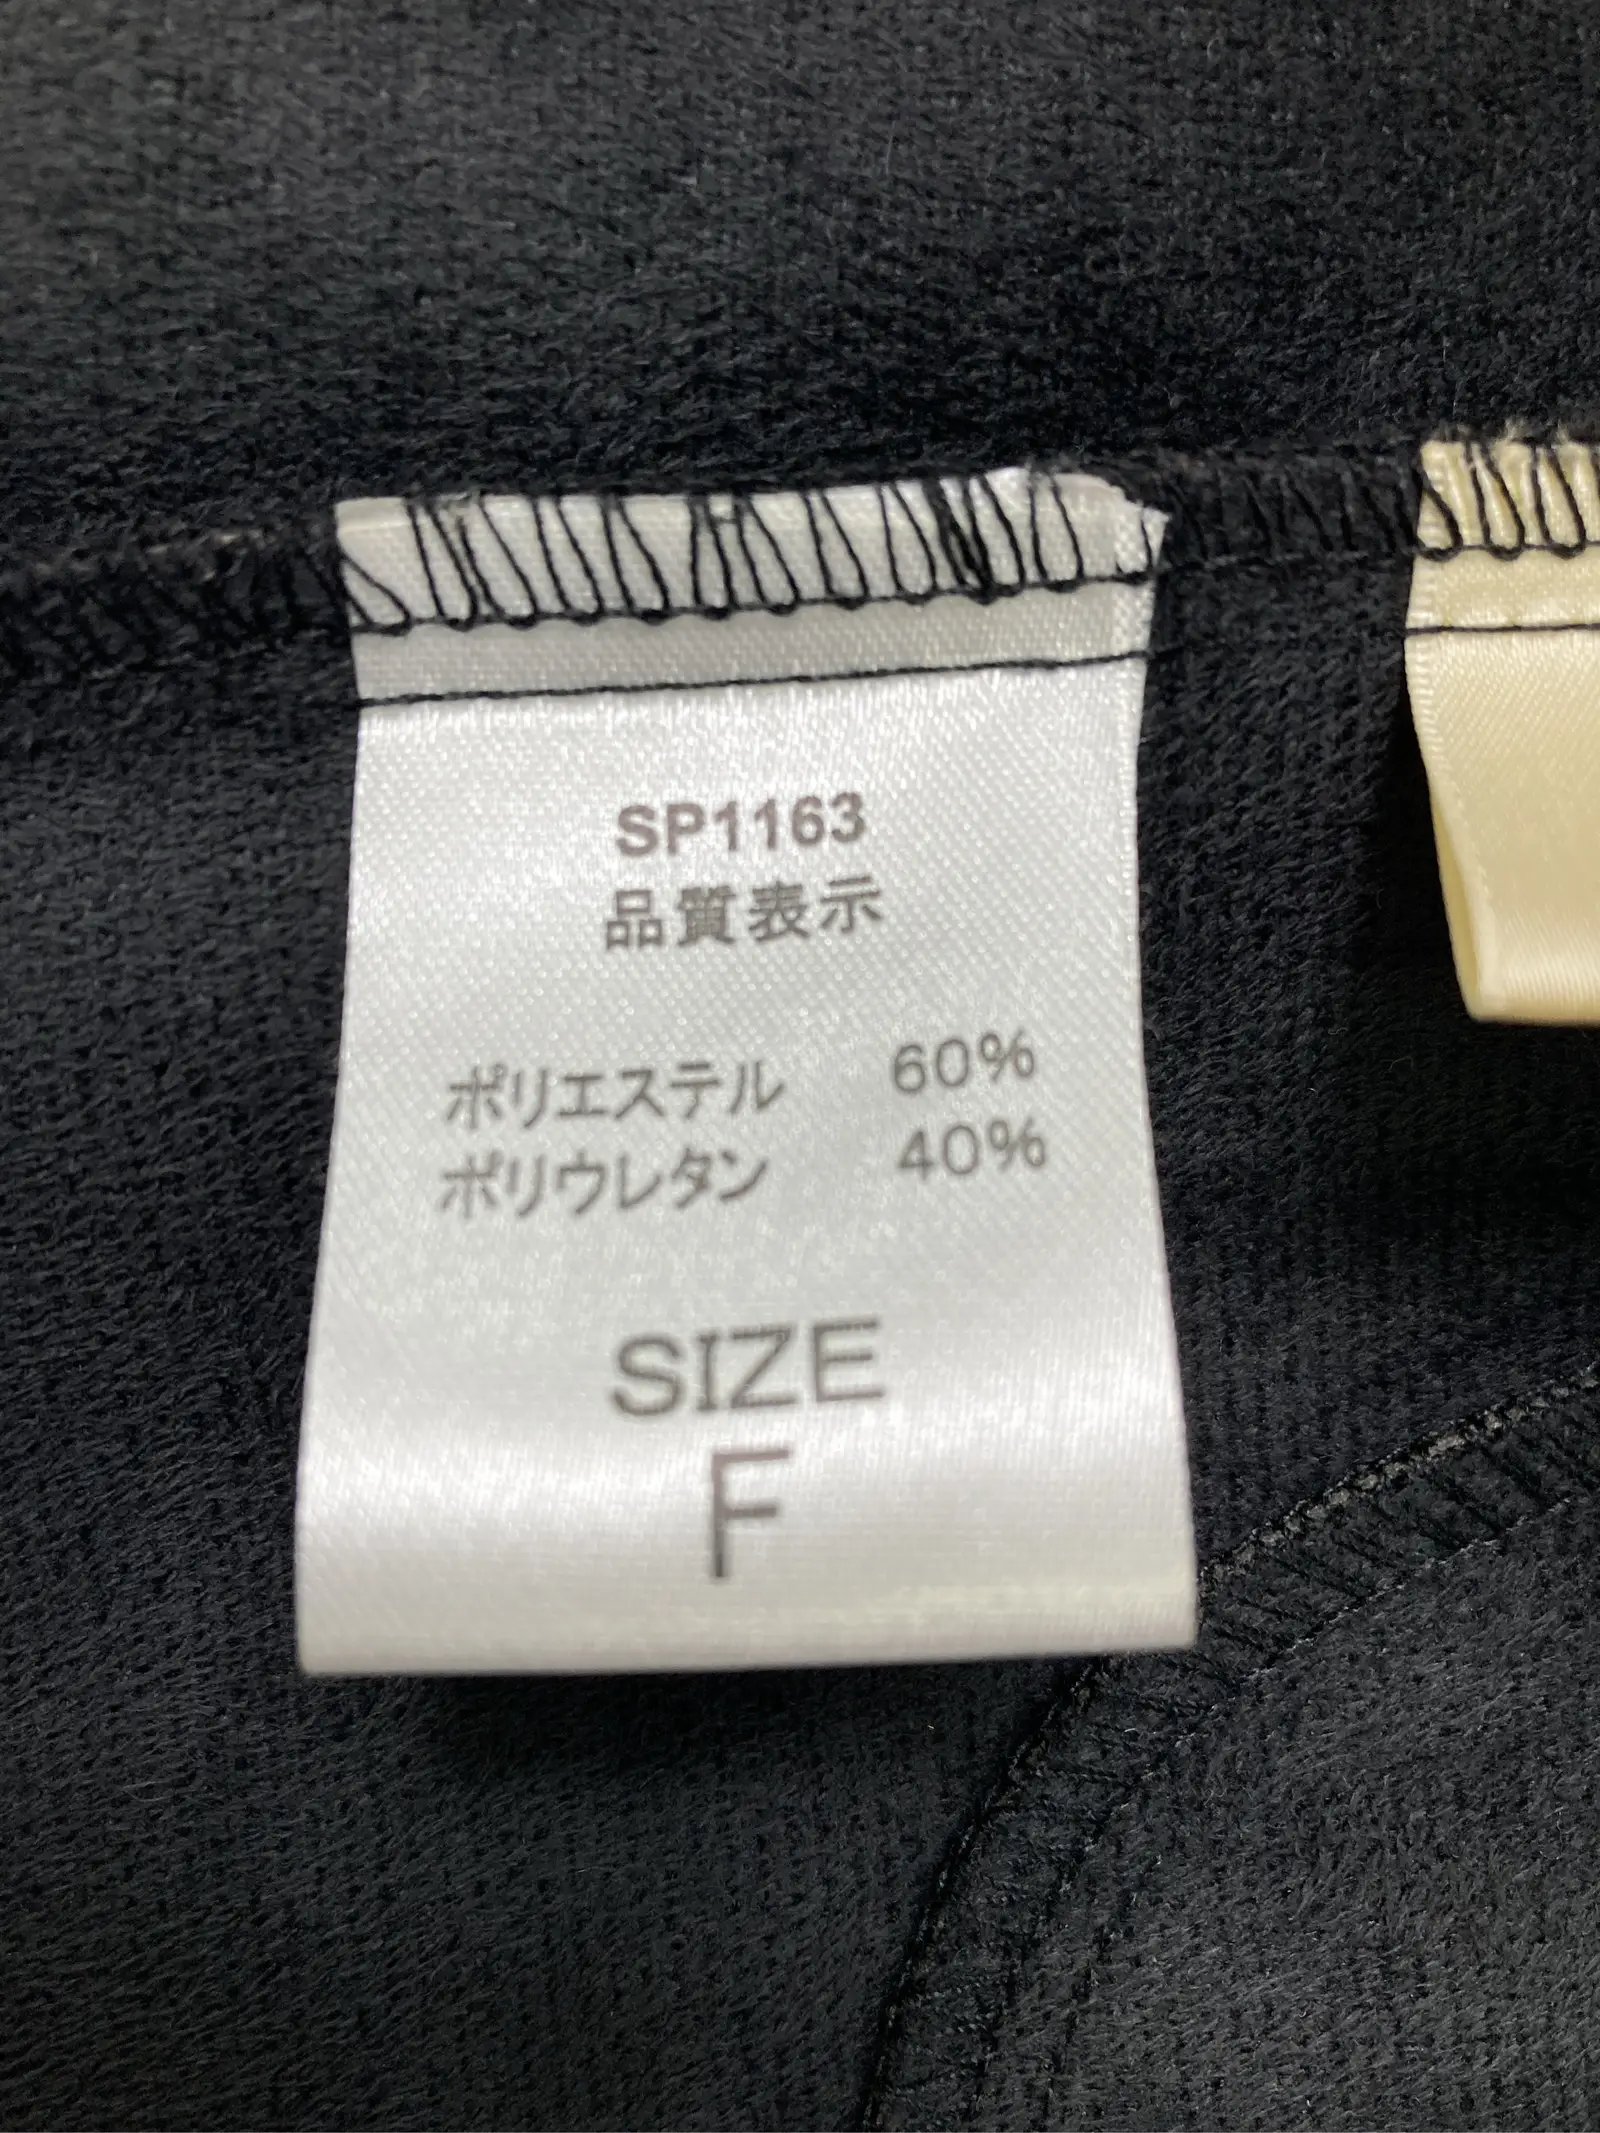 SP1163
品質表示
ポリエステル 60%
ポリウレタン 40%
SIZE
F